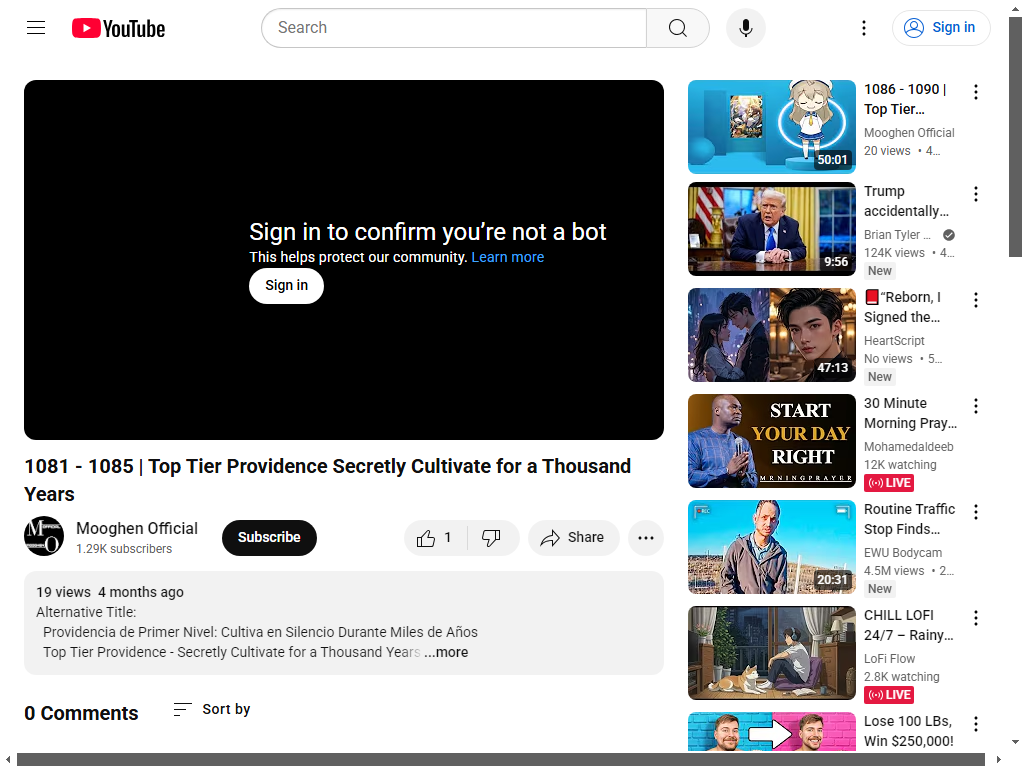 YouTube
Search
Sign in
Sign in to confirm you’re not a bot
This helps protect our community. Learn more
Sign in
1081 - 1085 | Top Tier Providence Secretly Cultivate for a Thousand
Years
Mooghen Official
1.29K subscribers
Subscribe
1
Share
19 views 4 months ago
Alternative Title:
Providencia de Primer Nivel: Cultiva en Silencio Durante Miles de Años
Top Tier Providence - Secretly Cultivate for a Thousand Years ...more
0 Comments
Sort by
50:01
1086 - 1090 |
Top Tier…
Mooghen Official
20 views • 4…
9:56
Trump
accidentally…
Brian Tyler …
124K views • 4…
New
47:13
📕“Reborn, I
Signed the…
HeartScript
No views • 5…
New
START
YOUR DAY
RIGHT
MRNINGPRAYER
30 Minute
Morning Pray…
Mohamedaldeeb
12K watching
LIVE
REC
20:31
Routine Traffic
Stop Finds…
EWU Bodycam
4.5M views • 2…
New
CHILL LOFI
24/7 – Rainy…
LoFi Flow
2.8K watching
LIVE
Lose 100 LBs,
Win $250,000!